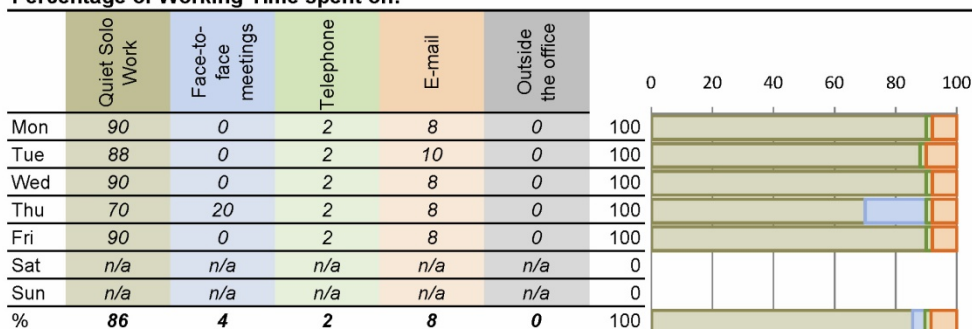 Percentage of Working Time spent on:
Quiet Solo Work
Face-to-face meetings
Telephone
E-mail
Outside the office
0 20 40 60 80 100
Mon 90 0 2 8 0 100
Tue 88 0 2 10 0 100
Wed 90 0 2 8 0 100
Thu 70 20 2 8 0 100
Fri 90 0 2 8 0 100
Sat n/a n/a n/a n/a n/a 0
Sun n/a n/a n/a n/a n/a 0
% 86 4 2 8 0 100